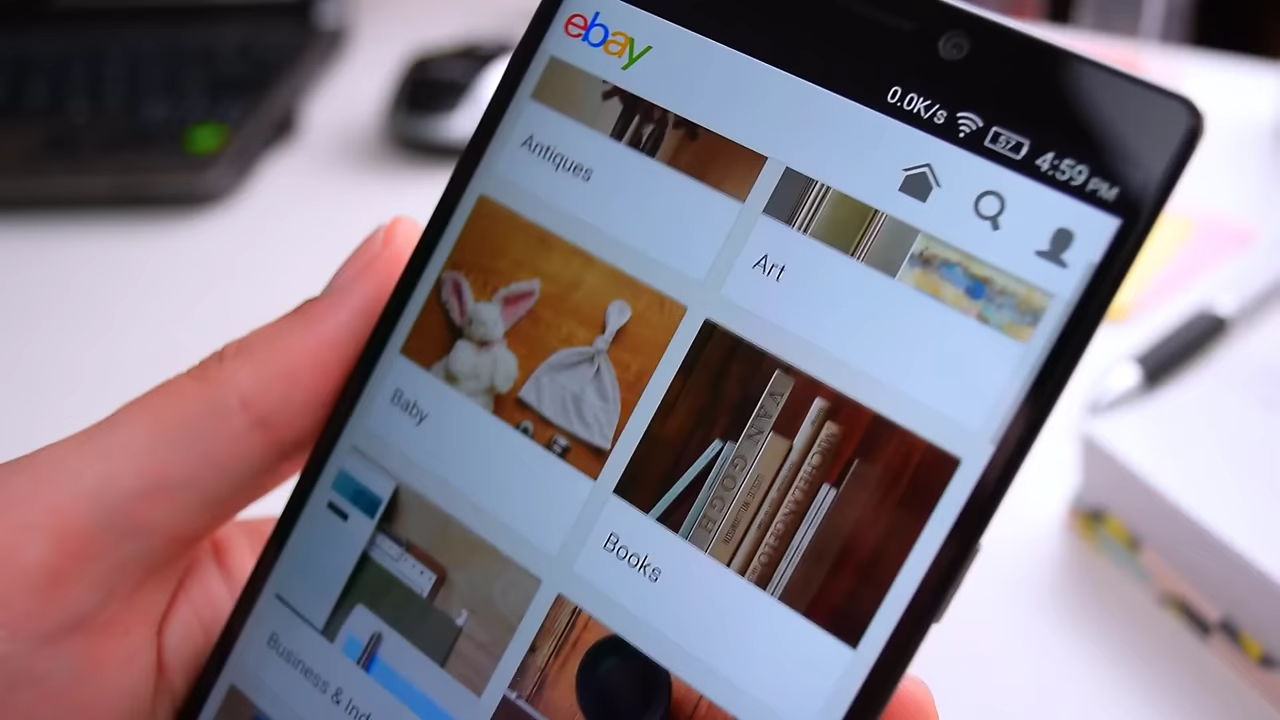 ebay
0.0K/s 57 4:59 PM
Antiques
Art
Baby
VAN GOGH
MICHELANGELO
Books
Business & Ind